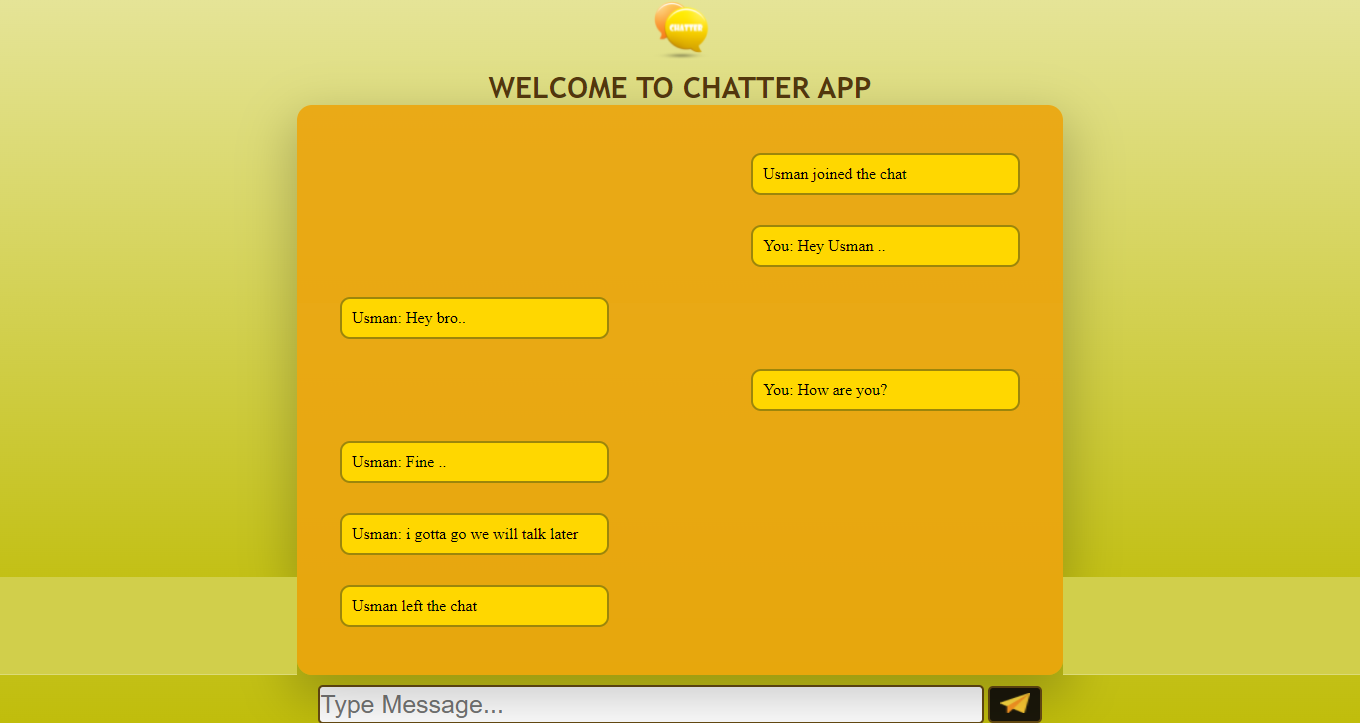 CHATTER
WELCOME TO CHATTER APP
Usman joined the chat
You: Hey Usman ..
Usman: Hey bro..
You: How are you?
Usman: Fine ..
Usman: i gotta go we will talk later
Usman left the chat
Type Message...